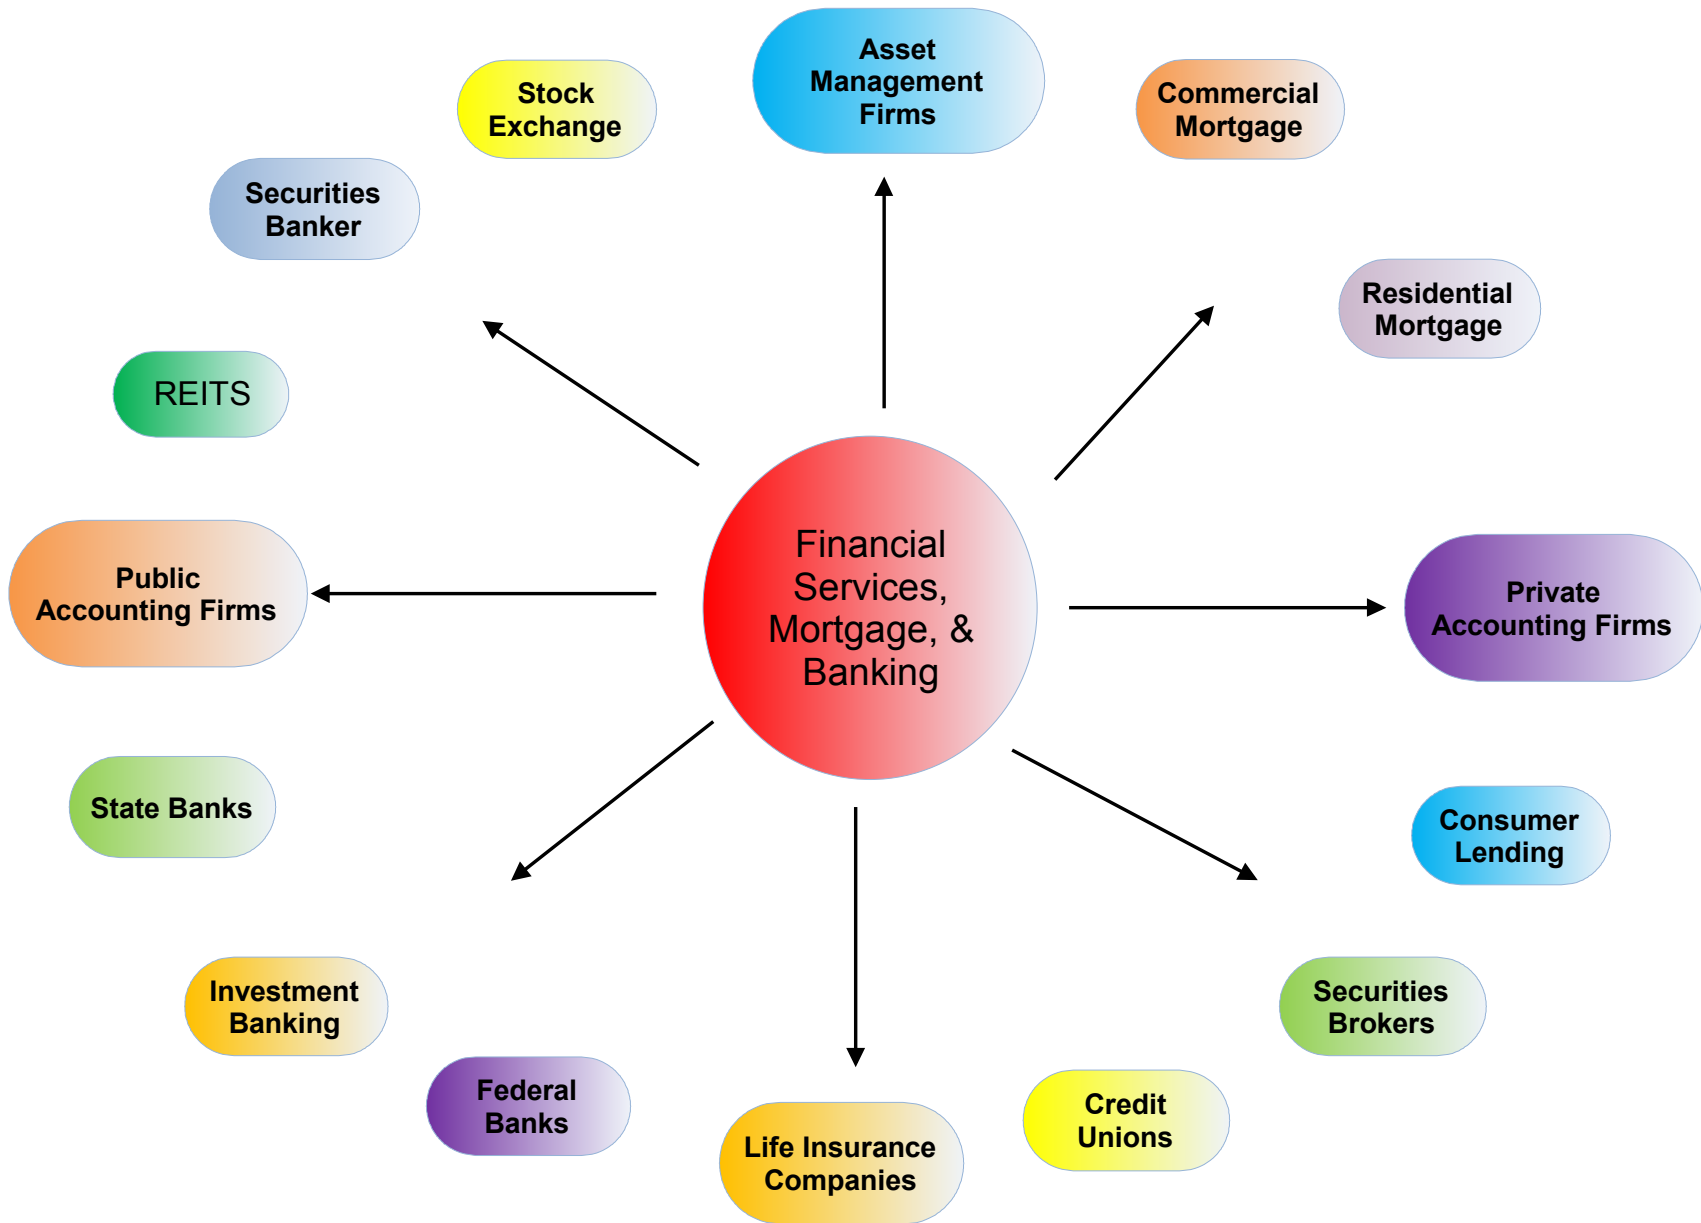 Asset
Management
Firms
Stock
Exchange
Commercial
Mortgage
Securities
Banker
Residential
Mortgage
REITS
Financial
Services,
Mortgage, &
Banking
Public
Accounting Firms
Private
Accounting Firms
State Banks
Consumer
Lending
Investment
Banking
Securities
Brokers
Federal
Banks
Credit
Unions
Life Insurance
Companies